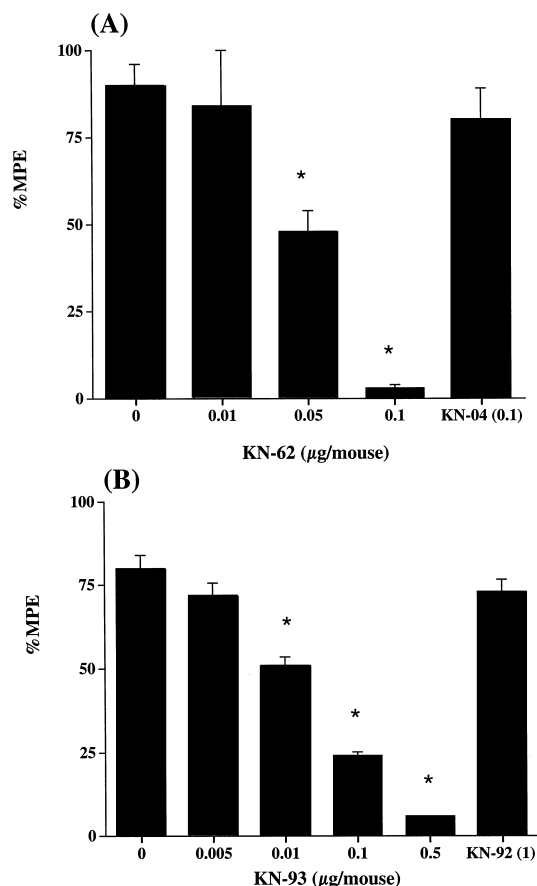 (A)
100
75
50
25
0
%MPE
*
*
0 0.01 0.05 0.1 KN-04 (0.1)
KN-62 (µg/mouse)
(B)
100
75
50
25
0
%MPE
*
*
*
0 0.005 0.01 0.1 0.5 KN-92 (1)
KN-93 (µg/mouse)